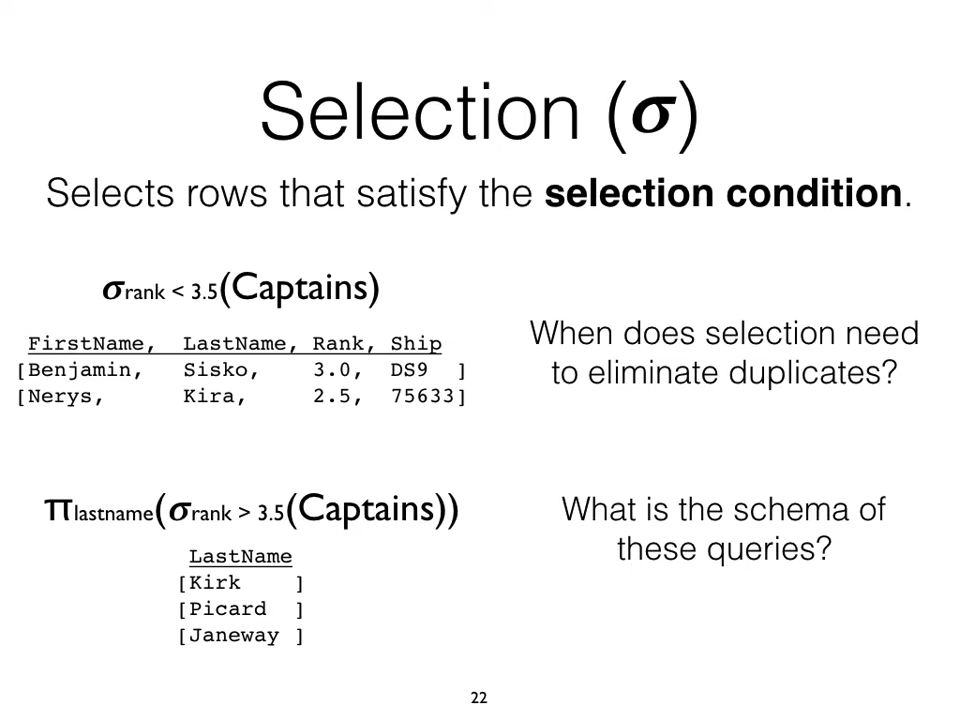 Selection (σ)
Selects rows that satisfy the selection condition.
σrank < 3.5(Captains)
FirstName, LastName, Rank, Ship
[Benjamin, Sisko, 3.0, DS9 ]
[Nerys, Kira, 2.5, 75633]
When does selection need
to eliminate duplicates?
πlastname(σrank > 3.5(Captains))
LastName
[Kirk ]
[Picard ]
[Janeway ]
What is the schema of
these queries?
22